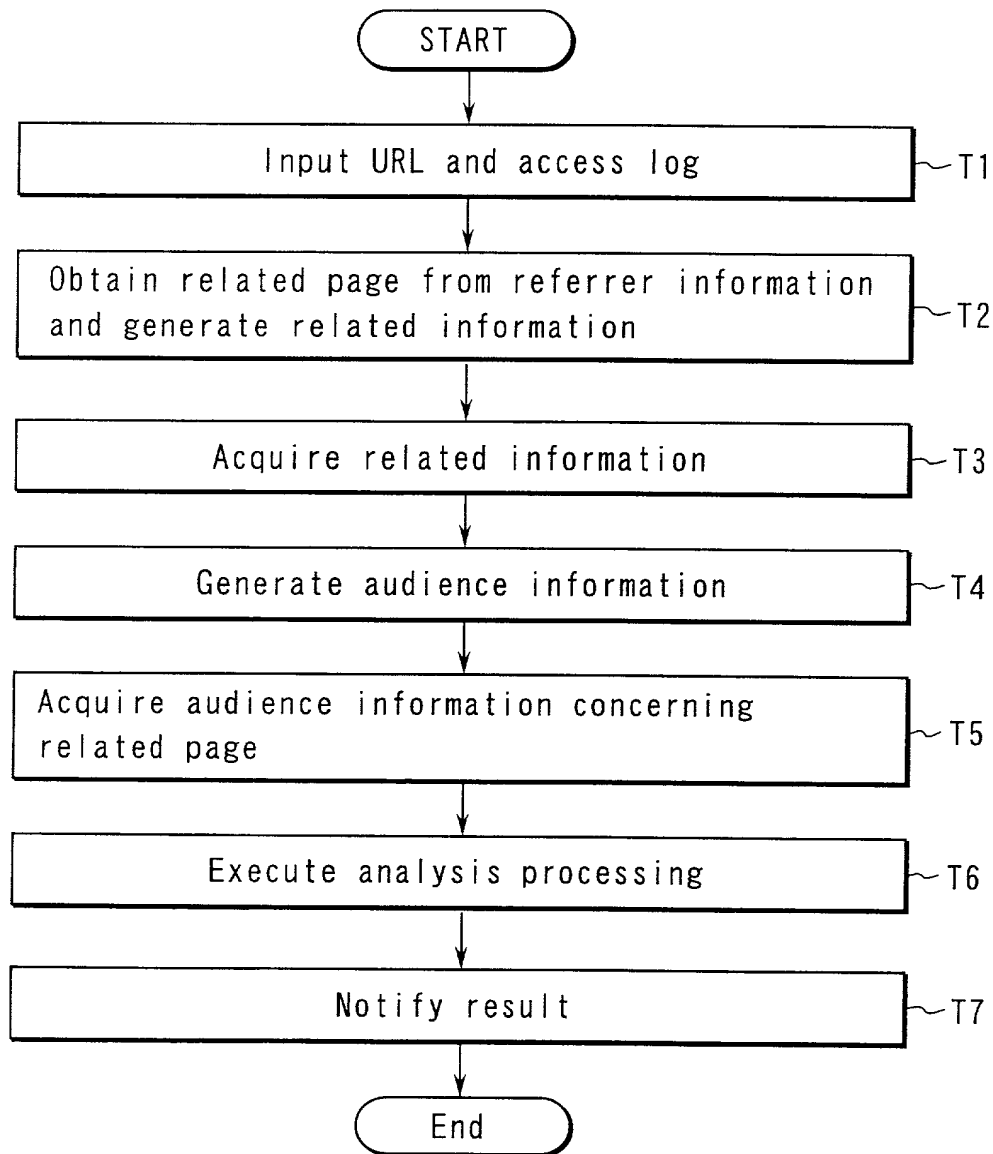 START
Input URL and access log
T1
Obtain related page from referrer information
and generate related information
T2
Acquire related information
T3
Generate audience information
T4
Acquire audience information concerning
related page
T5
Execute analysis processing
T6
Notify result
T7
End